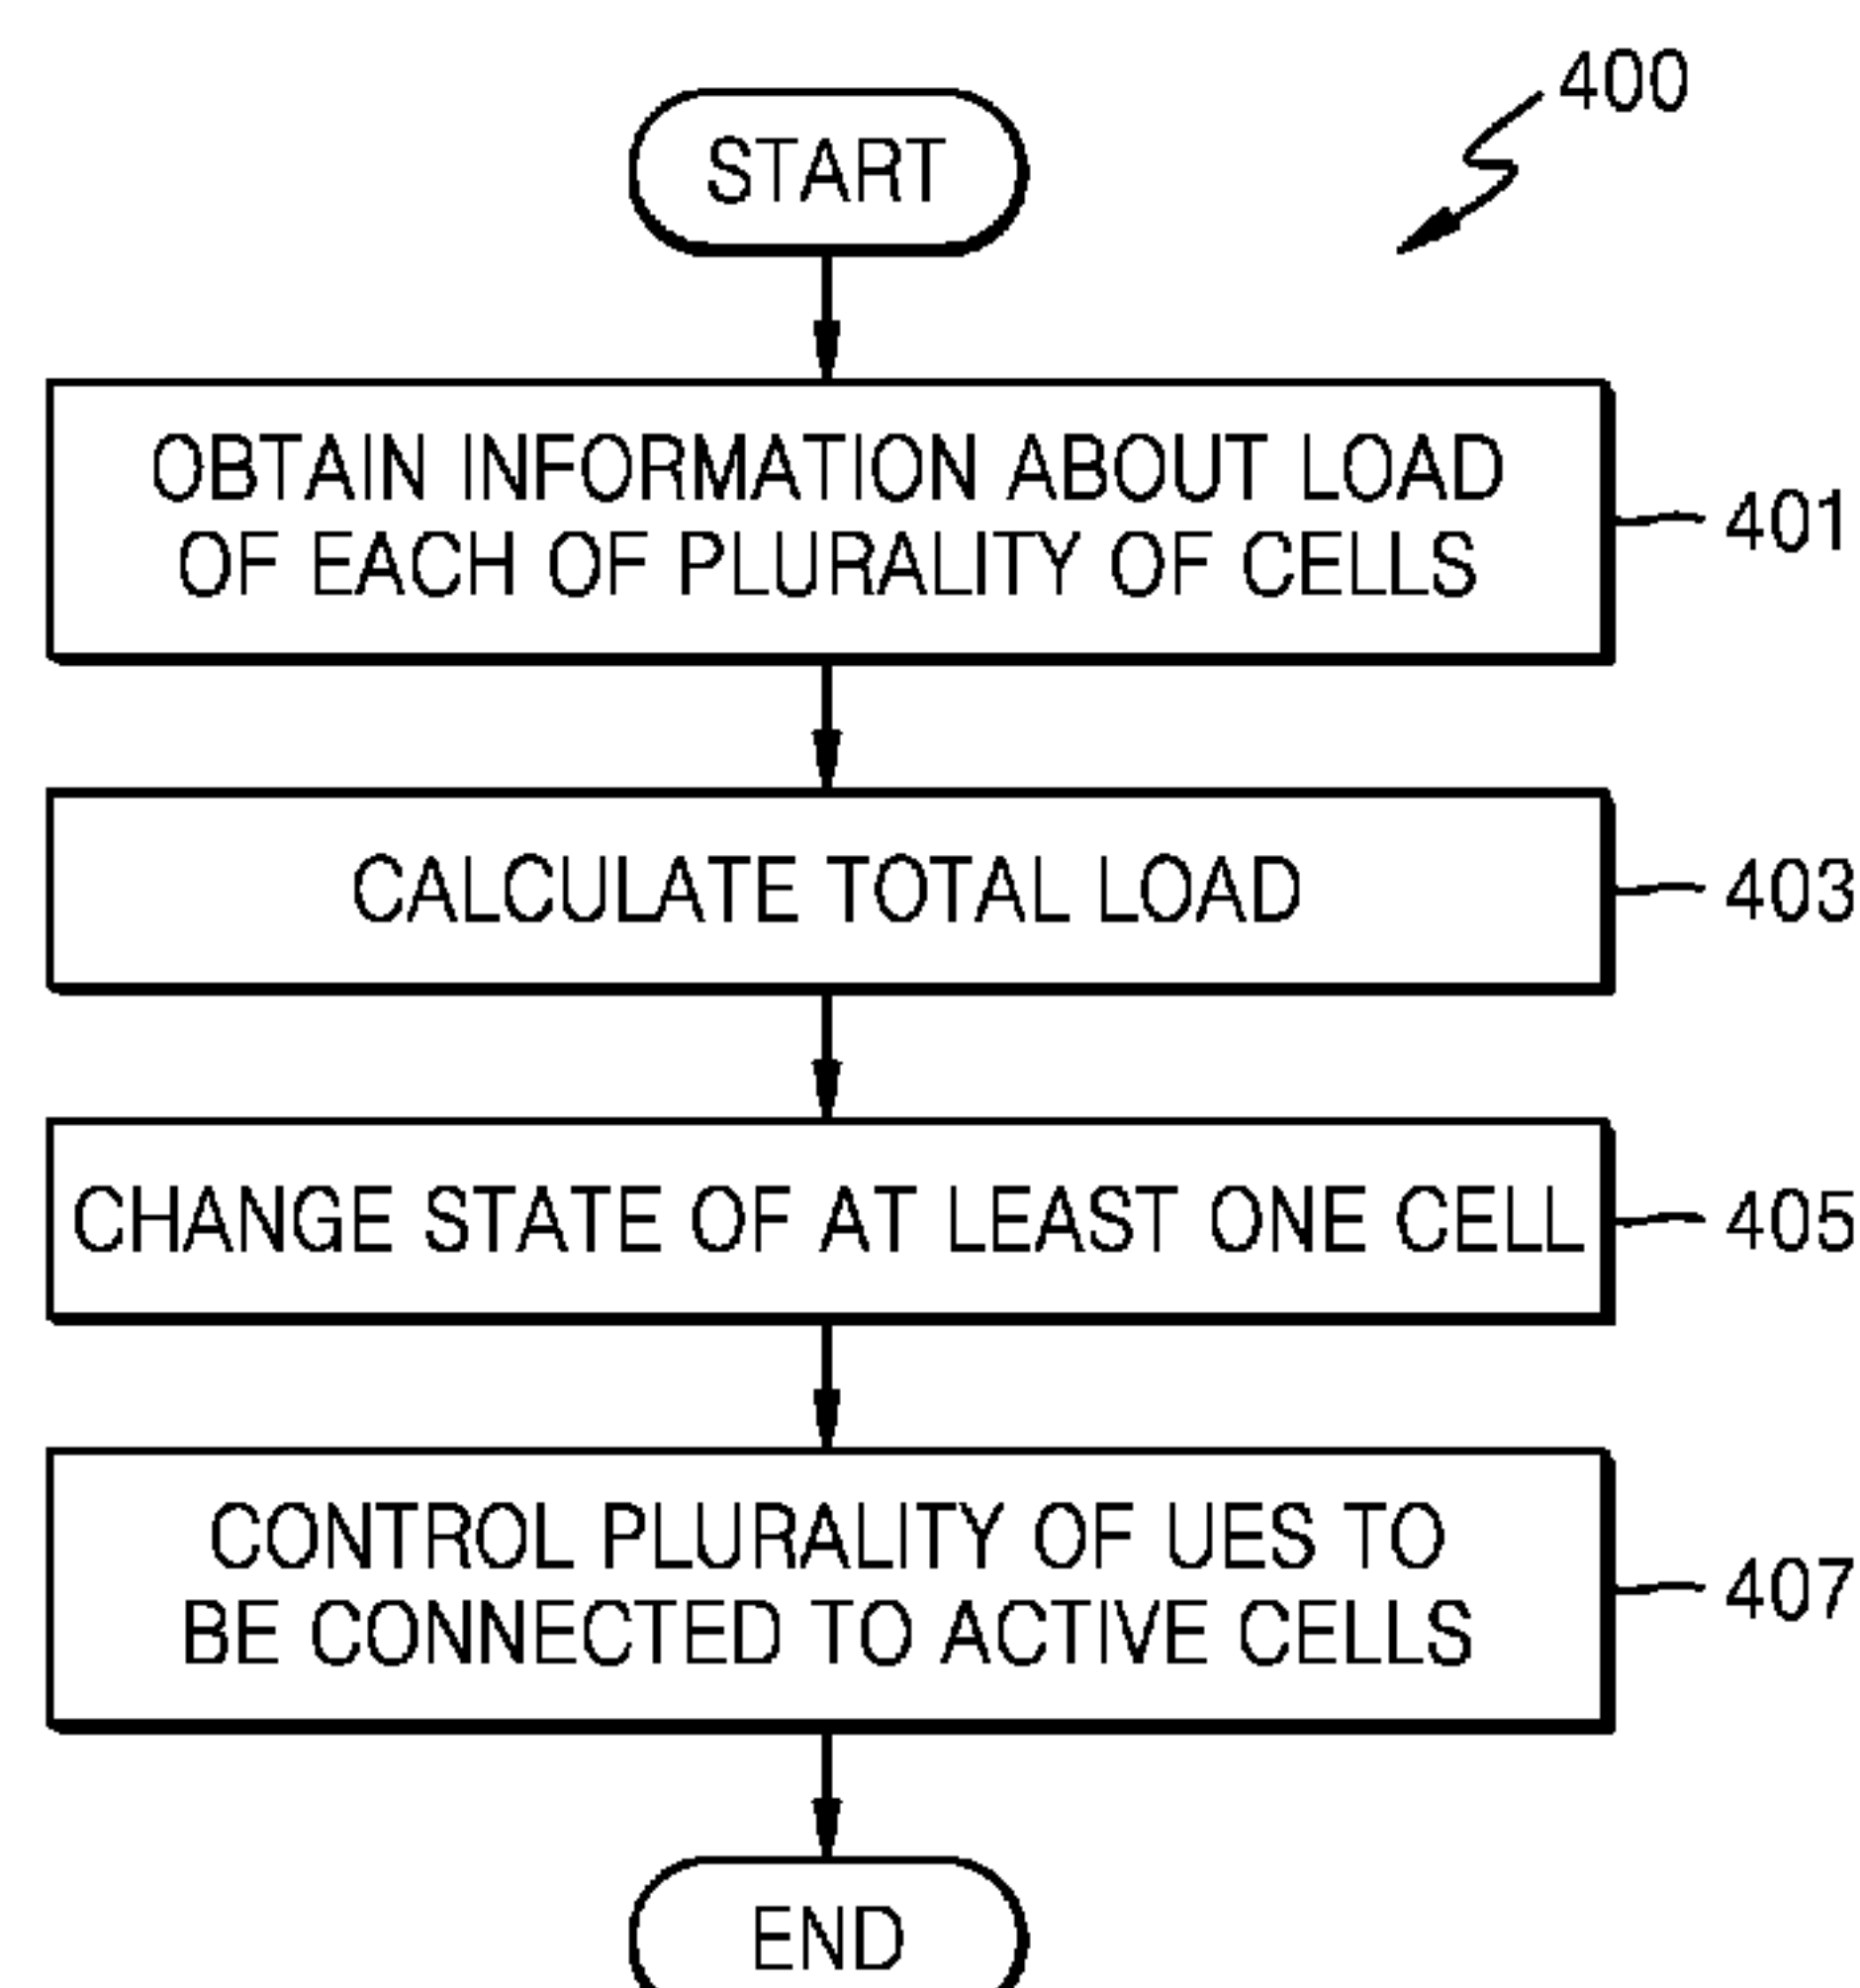 400
START
OBTAIN INFORMATION ABOUT LOAD
OF EACH OF PLURALITY OF CELLS
401
CALCULATE TOTAL LOAD
403
CHANGE STATE OF AT LEAST ONE CELL
405
CONTROL PLURALITY OF UES TO
BE CONNECTED TO ACTIVE CELLS
407
END